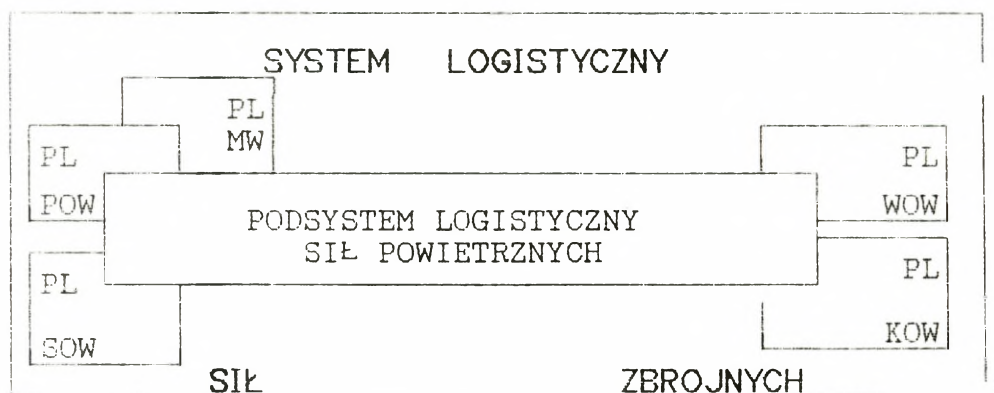 SYSTEM LOGISTYCZNY
PL
MW
PL
POW
PL
WOW
PODSYSTEM LOGISTYCZNY
SIŁ POWIETRZNYCH
PL
SOW
PL
KOW
SIŁ ZBROJNYCH